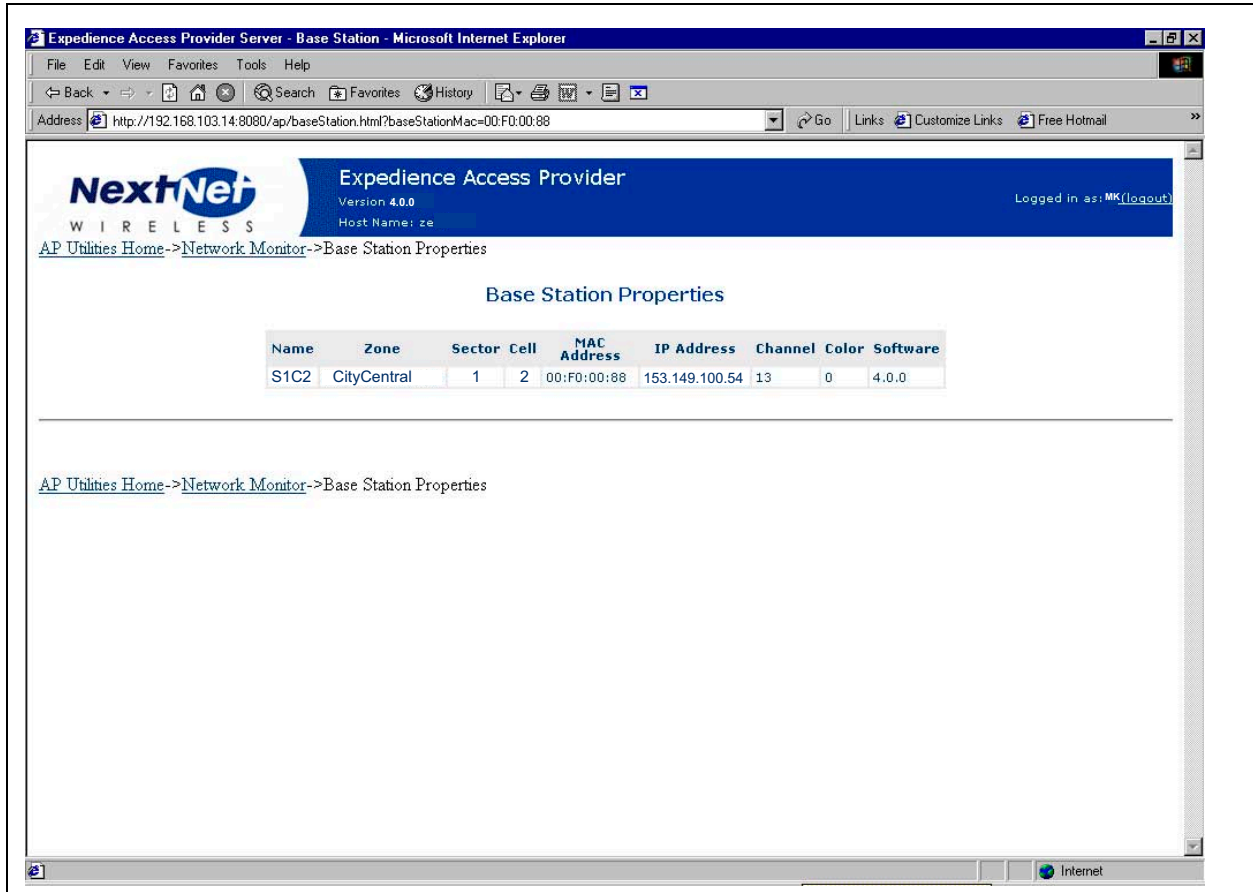 Expedience Access Provider Server - Base Station - Microsoft Internet Explorer
File Edit View Favorites Tools Help
Back Search Favorites History
Address http://192.168.103.14:8080/ap/baseStation.html?baseStationMac=00:F0:00:88 Go Links Customize Links Free Hotmail »
NextNet
WIRELESS
Expedience Access Provider
Version 4.0.0
Host Name: ze
Logged in as: MK(logout)
AP Utilities Home->Network Monitor->Base Station Properties
Base Station Properties
Name Zone Sector Cell MAC Address IP Address Channel Color Software
S1C2 CityCentral 1 2 00:F0:00:88 153.149.100.54 13 0 4.0.0
AP Utilities Home->Network Monitor->Base Station Properties
Internet